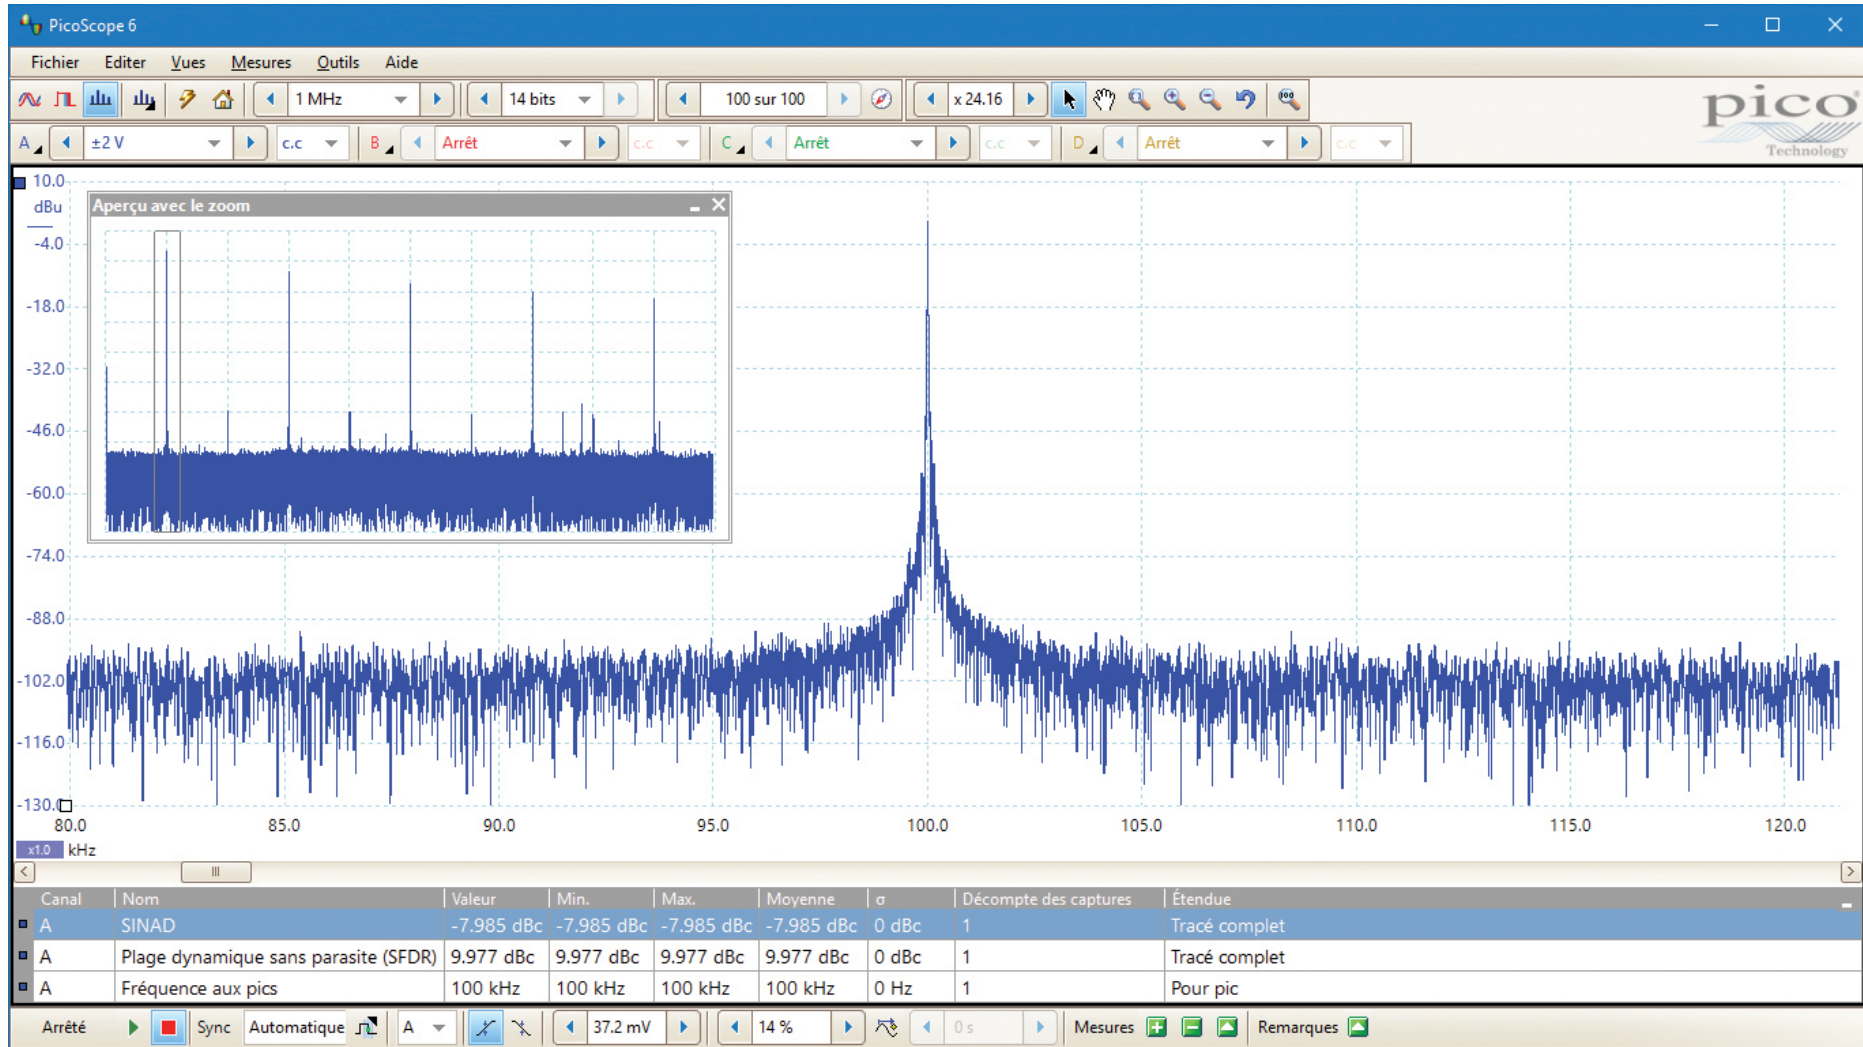 PicoScope 6
Fichier Editer Vues Mesures Outils Aide
1 MHz 14 bits 100 sur 100 x 24.16
pico
Technology
A ±2 V c.c B Arrêt c.c C Arrêt c.c D Arrêt c.c
10.0
dBu
-4.0
-18.0
-32.0
-46.0
-60.0
-74.0
-88.0
-102.0
-116.0
-130.0
Aperçu avec le zoom
80.0 85.0 90.0 95.0 100.0 105.0 110.0 115.0 120.0
x1.0 kHz
Canal Nom Valeur Min. Max. Moyenne σ Décompte des captures Étendue
A SINAD -7.985 dBc -7.985 dBc -7.985 dBc -7.985 dBc 0 dBc 1 Tracé complet
A Plage dynamique sans parasite (SFDR) 9.977 dBc 9.977 dBc 9.977 dBc 9.977 dBc 0 dBc 1 Tracé complet
A Fréquence aux pics 100 kHz 100 kHz 100 kHz 100 kHz 0 Hz 1 Pour pic
Arrêté Sync Automatique A 37.2 mV 14 % 0 s Mesures Remarques